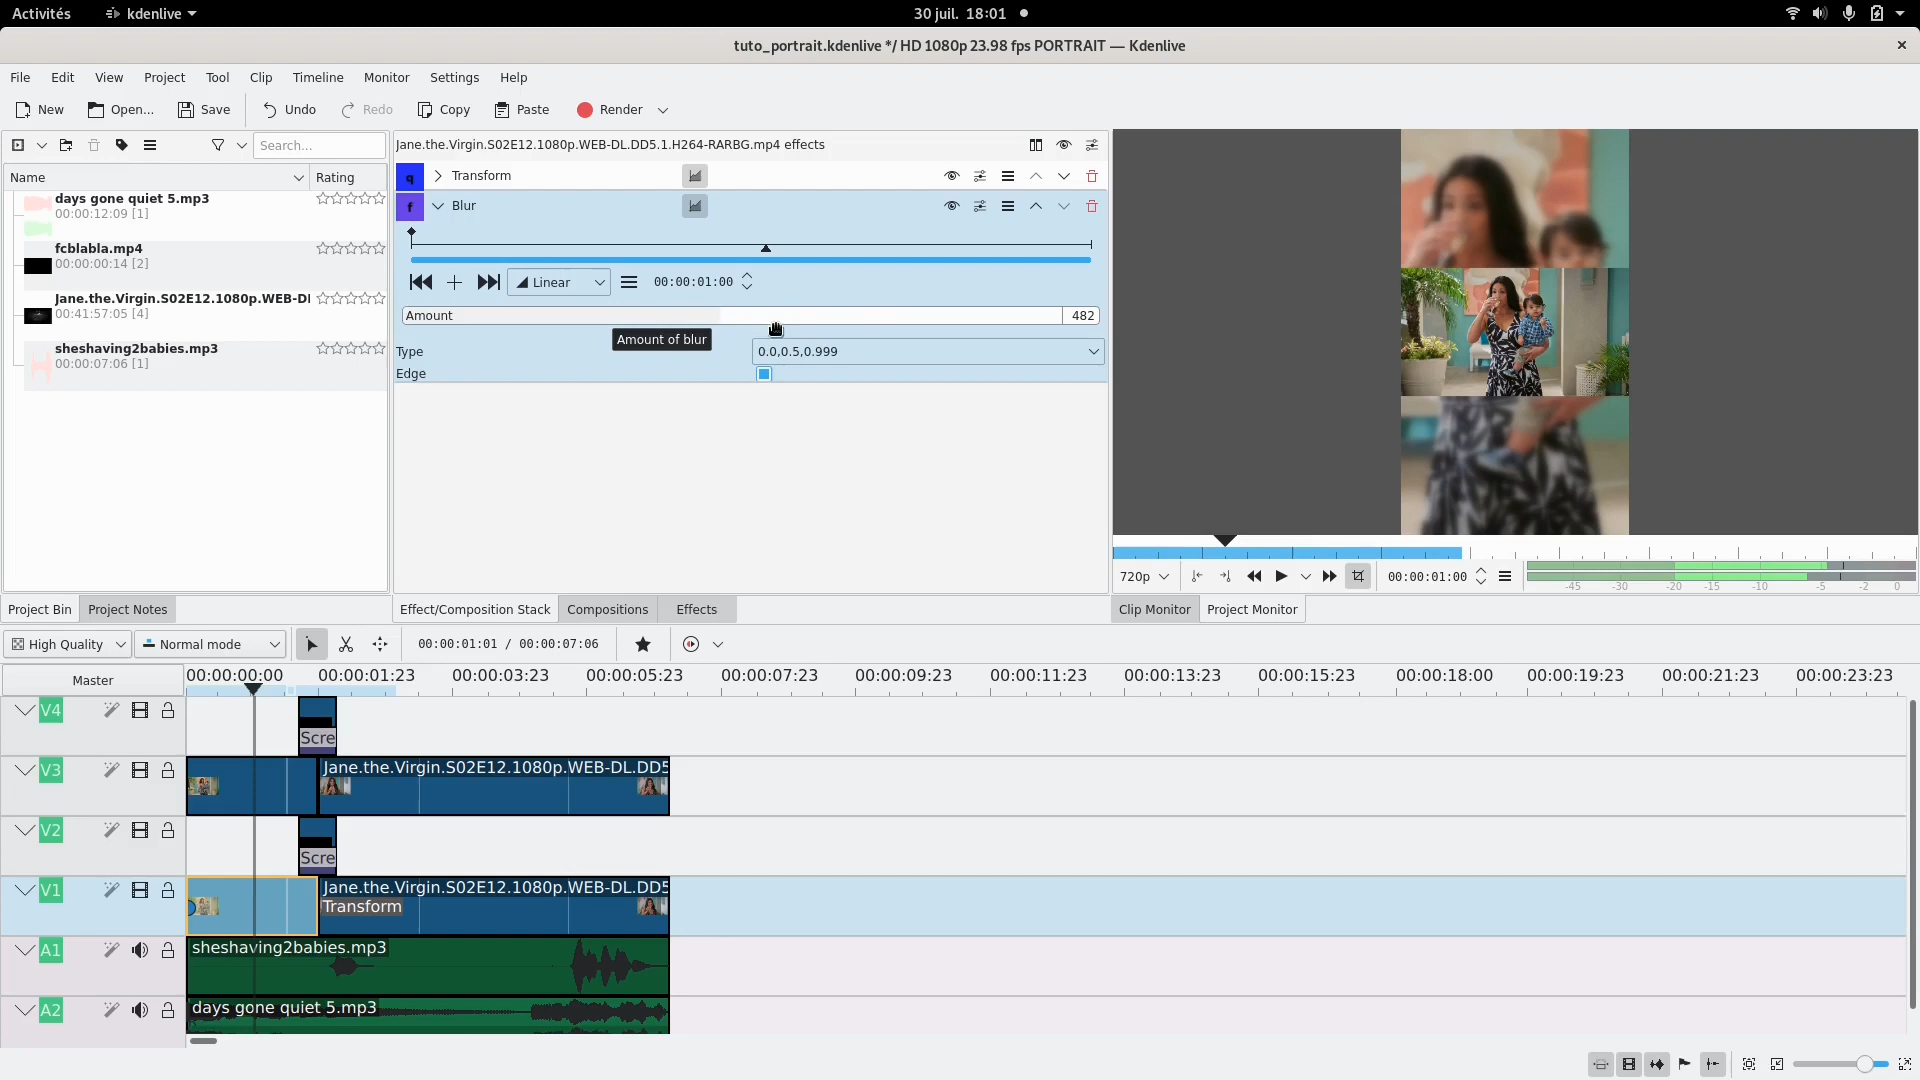 Activités
kdenlive
30 juil. 18:01
tuto_portrait.kdenlive */ HD 1080p 23.98 fps PORTRAIT — Kdenlive
File Edit View Project Tool Clip Timeline Monitor Settings Help
New Open... Save Undo Redo Copy Paste Render
Search...
Name Rating
days gone quiet 5.mp3
00:00:12:09 [1]
fcblabla.mp4
00:00:00:14 [2]
Jane.the.Virgin.S02E12.1080p.WEB-DL
00:41:57:05 [4]
sheshaving2babies.mp3
00:00:07:06 [1]
Project Bin Project Notes
Jane.the.Virgin.S02E12.1080p.WEB-DL.DD5.1.H264-RARBG.mp4 effects
q Transform
f Blur
Linear 00:00:01:00
Amount 482
Amount of blur
Type 0.0,0.5,0.999
Edge
Effect/Composition Stack Compositions Effects
720p 00:00:01:00
-45 -30 -20 -15 -10 -5 -2 0
Clip Monitor Project Monitor
High Quality Normal mode 00:00:01:01 / 00:00:07:06
Master 00:00:00:00 00:00:01:23 00:00:03:23 00:00:05:23 00:00:07:23 00:00:09:23 00:00:11:23 00:00:13:23 00:00:15:23 00:00:18:00 00:00:19:23 00:00:21:23 00:00:23:23
V4
Scre
V3 Jane.the.Virgin.S02E12.1080p.WEB-DL.DD5
V2
Scre
V1 Jane.the.Virgin.S02E12.1080p.WEB-DL.DD5
Transform
A1 sheshaving2babies.mp3
A2 days gone quiet 5.mp3